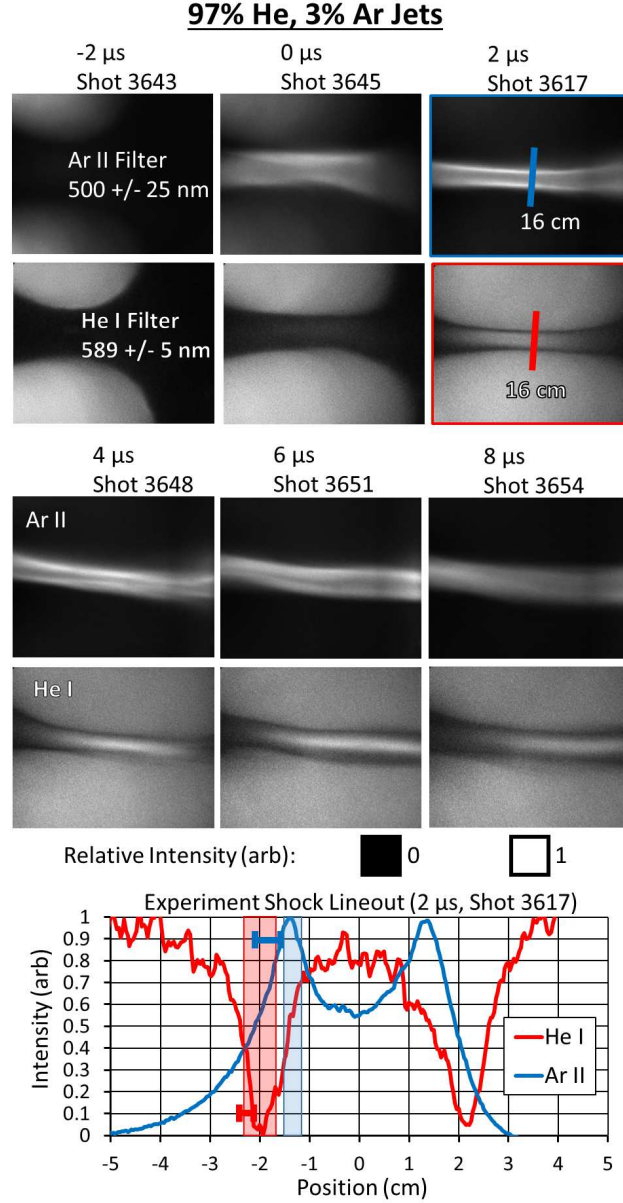 97% He, 3% Ar Jets
-2 µs
Shot 3643
0 µs
Shot 3645
2 µs
Shot 3617
Ar II Filter
500 +/- 25 nm
16 cm
He I Filter
589 +/- 5 nm
16 cm
4 µs
Shot 3648
6 µs
Shot 3651
8 µs
Shot 3654
Ar II
He I
Relative Intensity (arb):
0
1
Experiment Shock Lineout (2 µs, Shot 3617)
Intensity (arb)
1
0.9
0.8
0.7
0.6
0.5
0.4
0.3
0.2
0.1
0
He I
Ar II
-5 -4 -3 -2 -1 0 1 2 3 4 5
Position (cm)